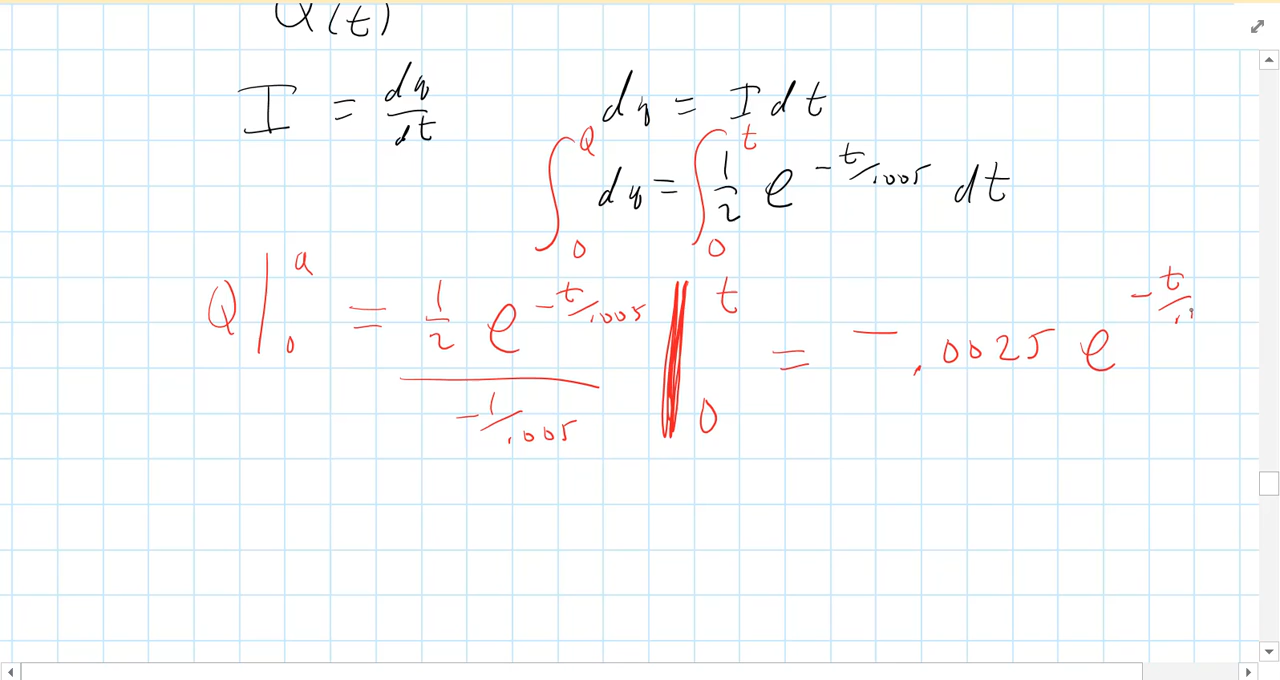 Q(t)
I = dq/dt    dq = I dt
∫₀^Q dq = ∫₀^t 1/2 e^(-t/.005) dt
Q |₀^Q = (1/2 e^(-t/.005)) / (-1/.005) |₀^t = -.0025 e^(-t/.